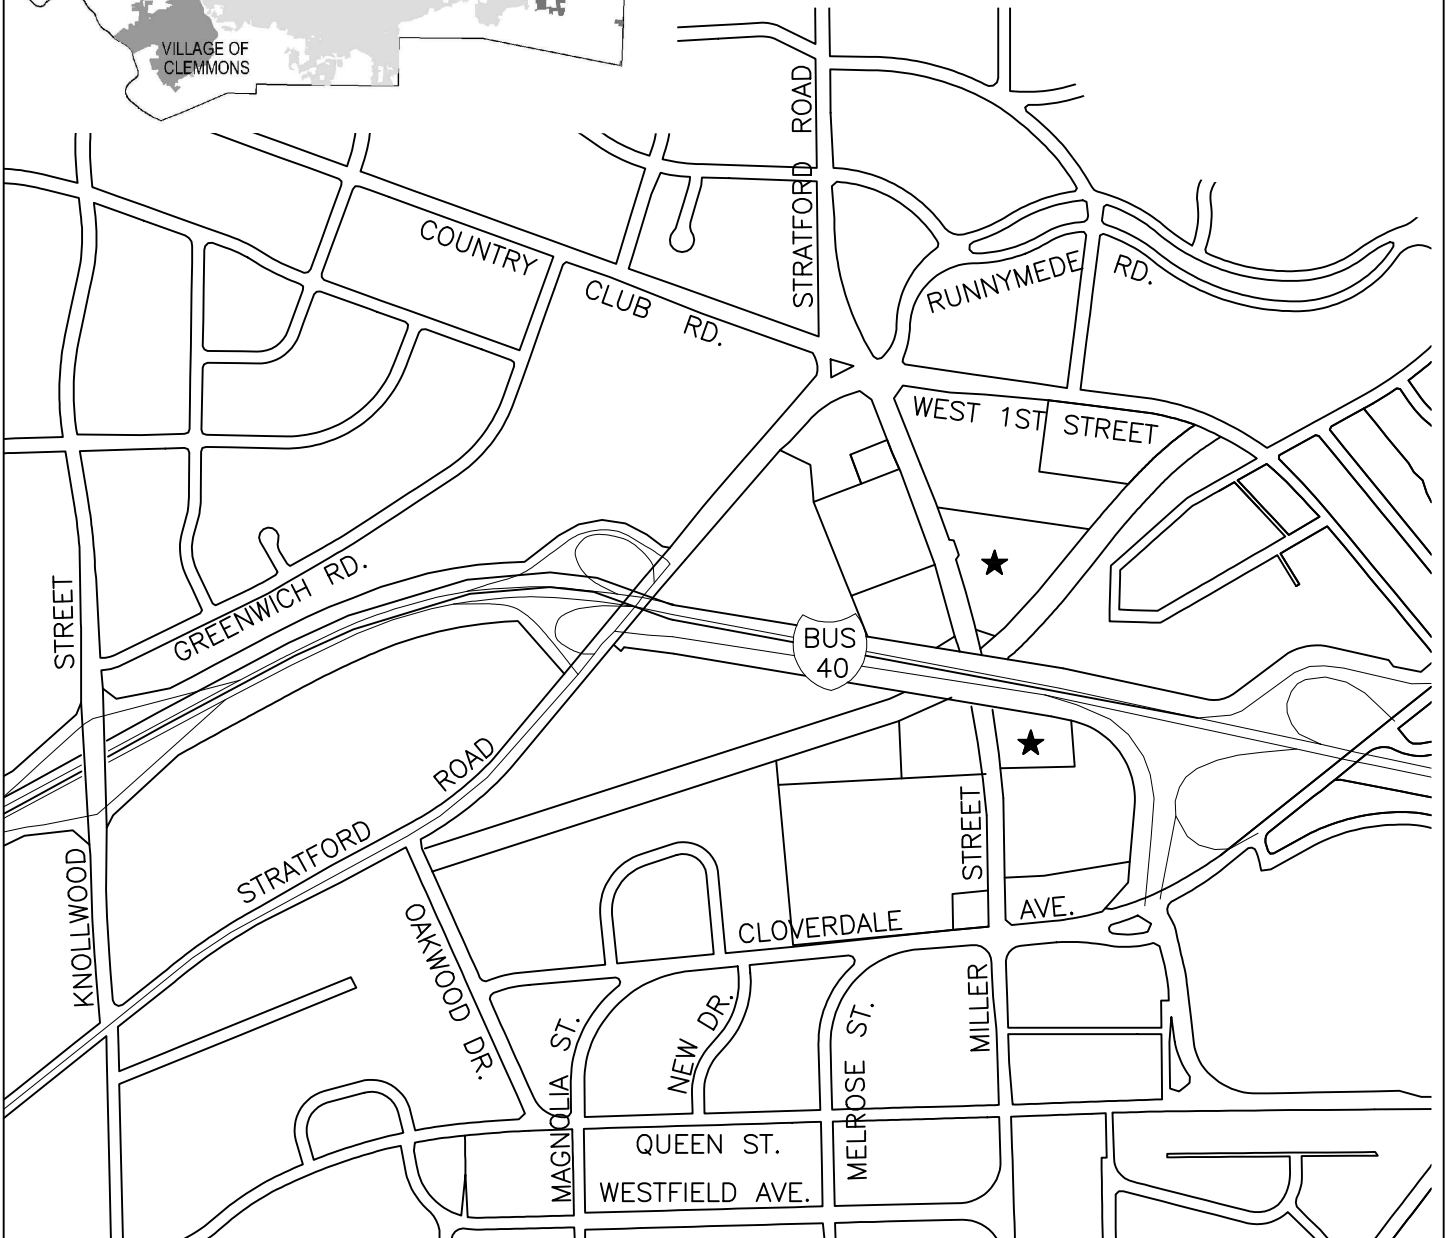 VILLAGE OF
CLEMMONS
STRATFORD ROAD
COUNTRY CLUB RD.
RUNNYMEDE RD.
WEST 1ST STREET
GREENWICH RD.
BUS
40
KNOLLWOOD STREET
STRATFORD ROAD
OAKWOOD DR.
CLOVERDALE AVE.
MILLER STREET
MAGNOLIA ST.
NEW DR.
MELROSE ST.
QUEEN ST.
WESTFIELD AVE.